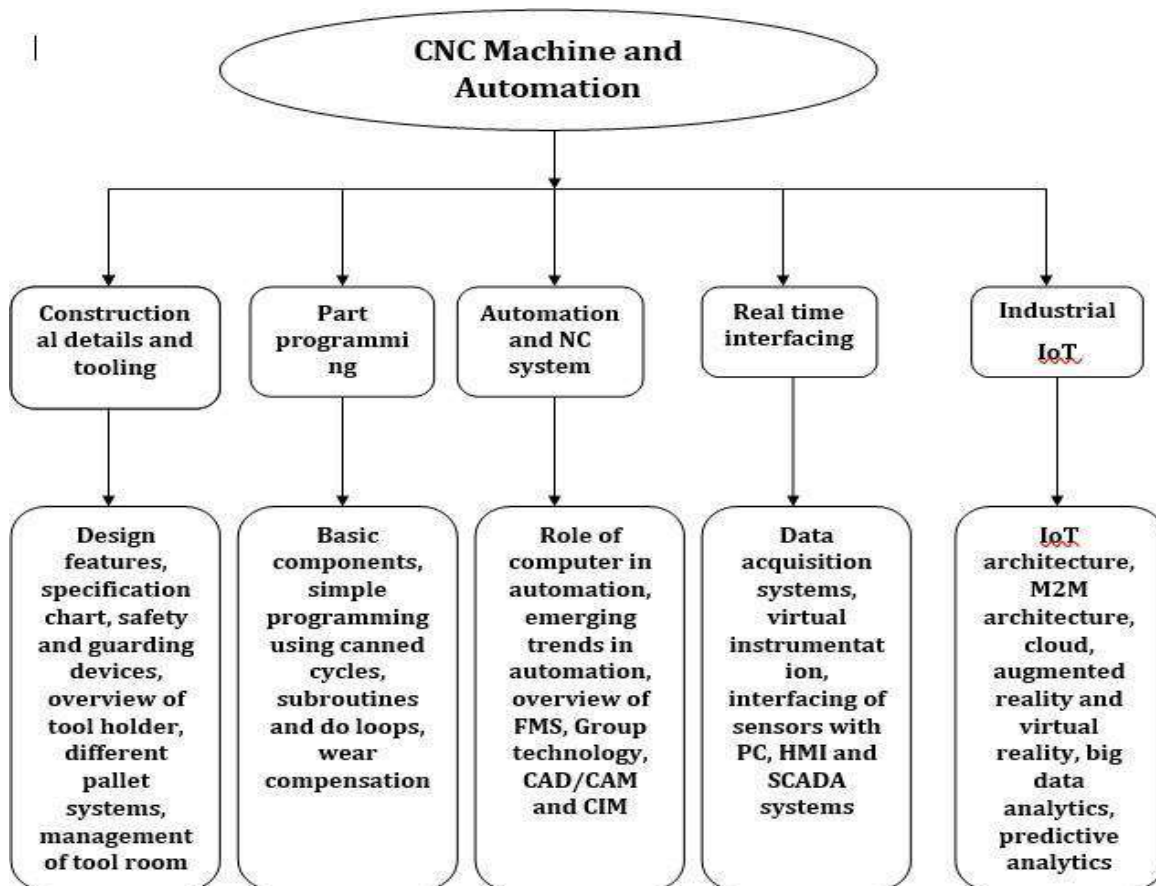 CNC Machine and
Automation
Construction
al details and
tooling
Part
programmi
ng
Automation
and NC
system
Real time
interfacing
Industrial
IoT
Design
features,
specification
chart, safety
and guarding
devices,
overview of
tool holder,
different
pallet
systems,
management
of tool room
Basic
components,
simple
programming
using canned
cycles,
subroutines
and do loops,
wear
compensation
Role of
computer in
automation,
emerging
trends in
automation,
overview of
FMS, Group
technology,
CAD/CAM
and CIM
Data
acquisition
systems,
virtual
instrumentat
ion,
interfacing of
sensors with
PC, HMI and
SCADA
systems
IoT
architecture,
M2M
architecture,
cloud,
augmented
reality and
virtual
reality, big
data
analytics,
predictive
analytics